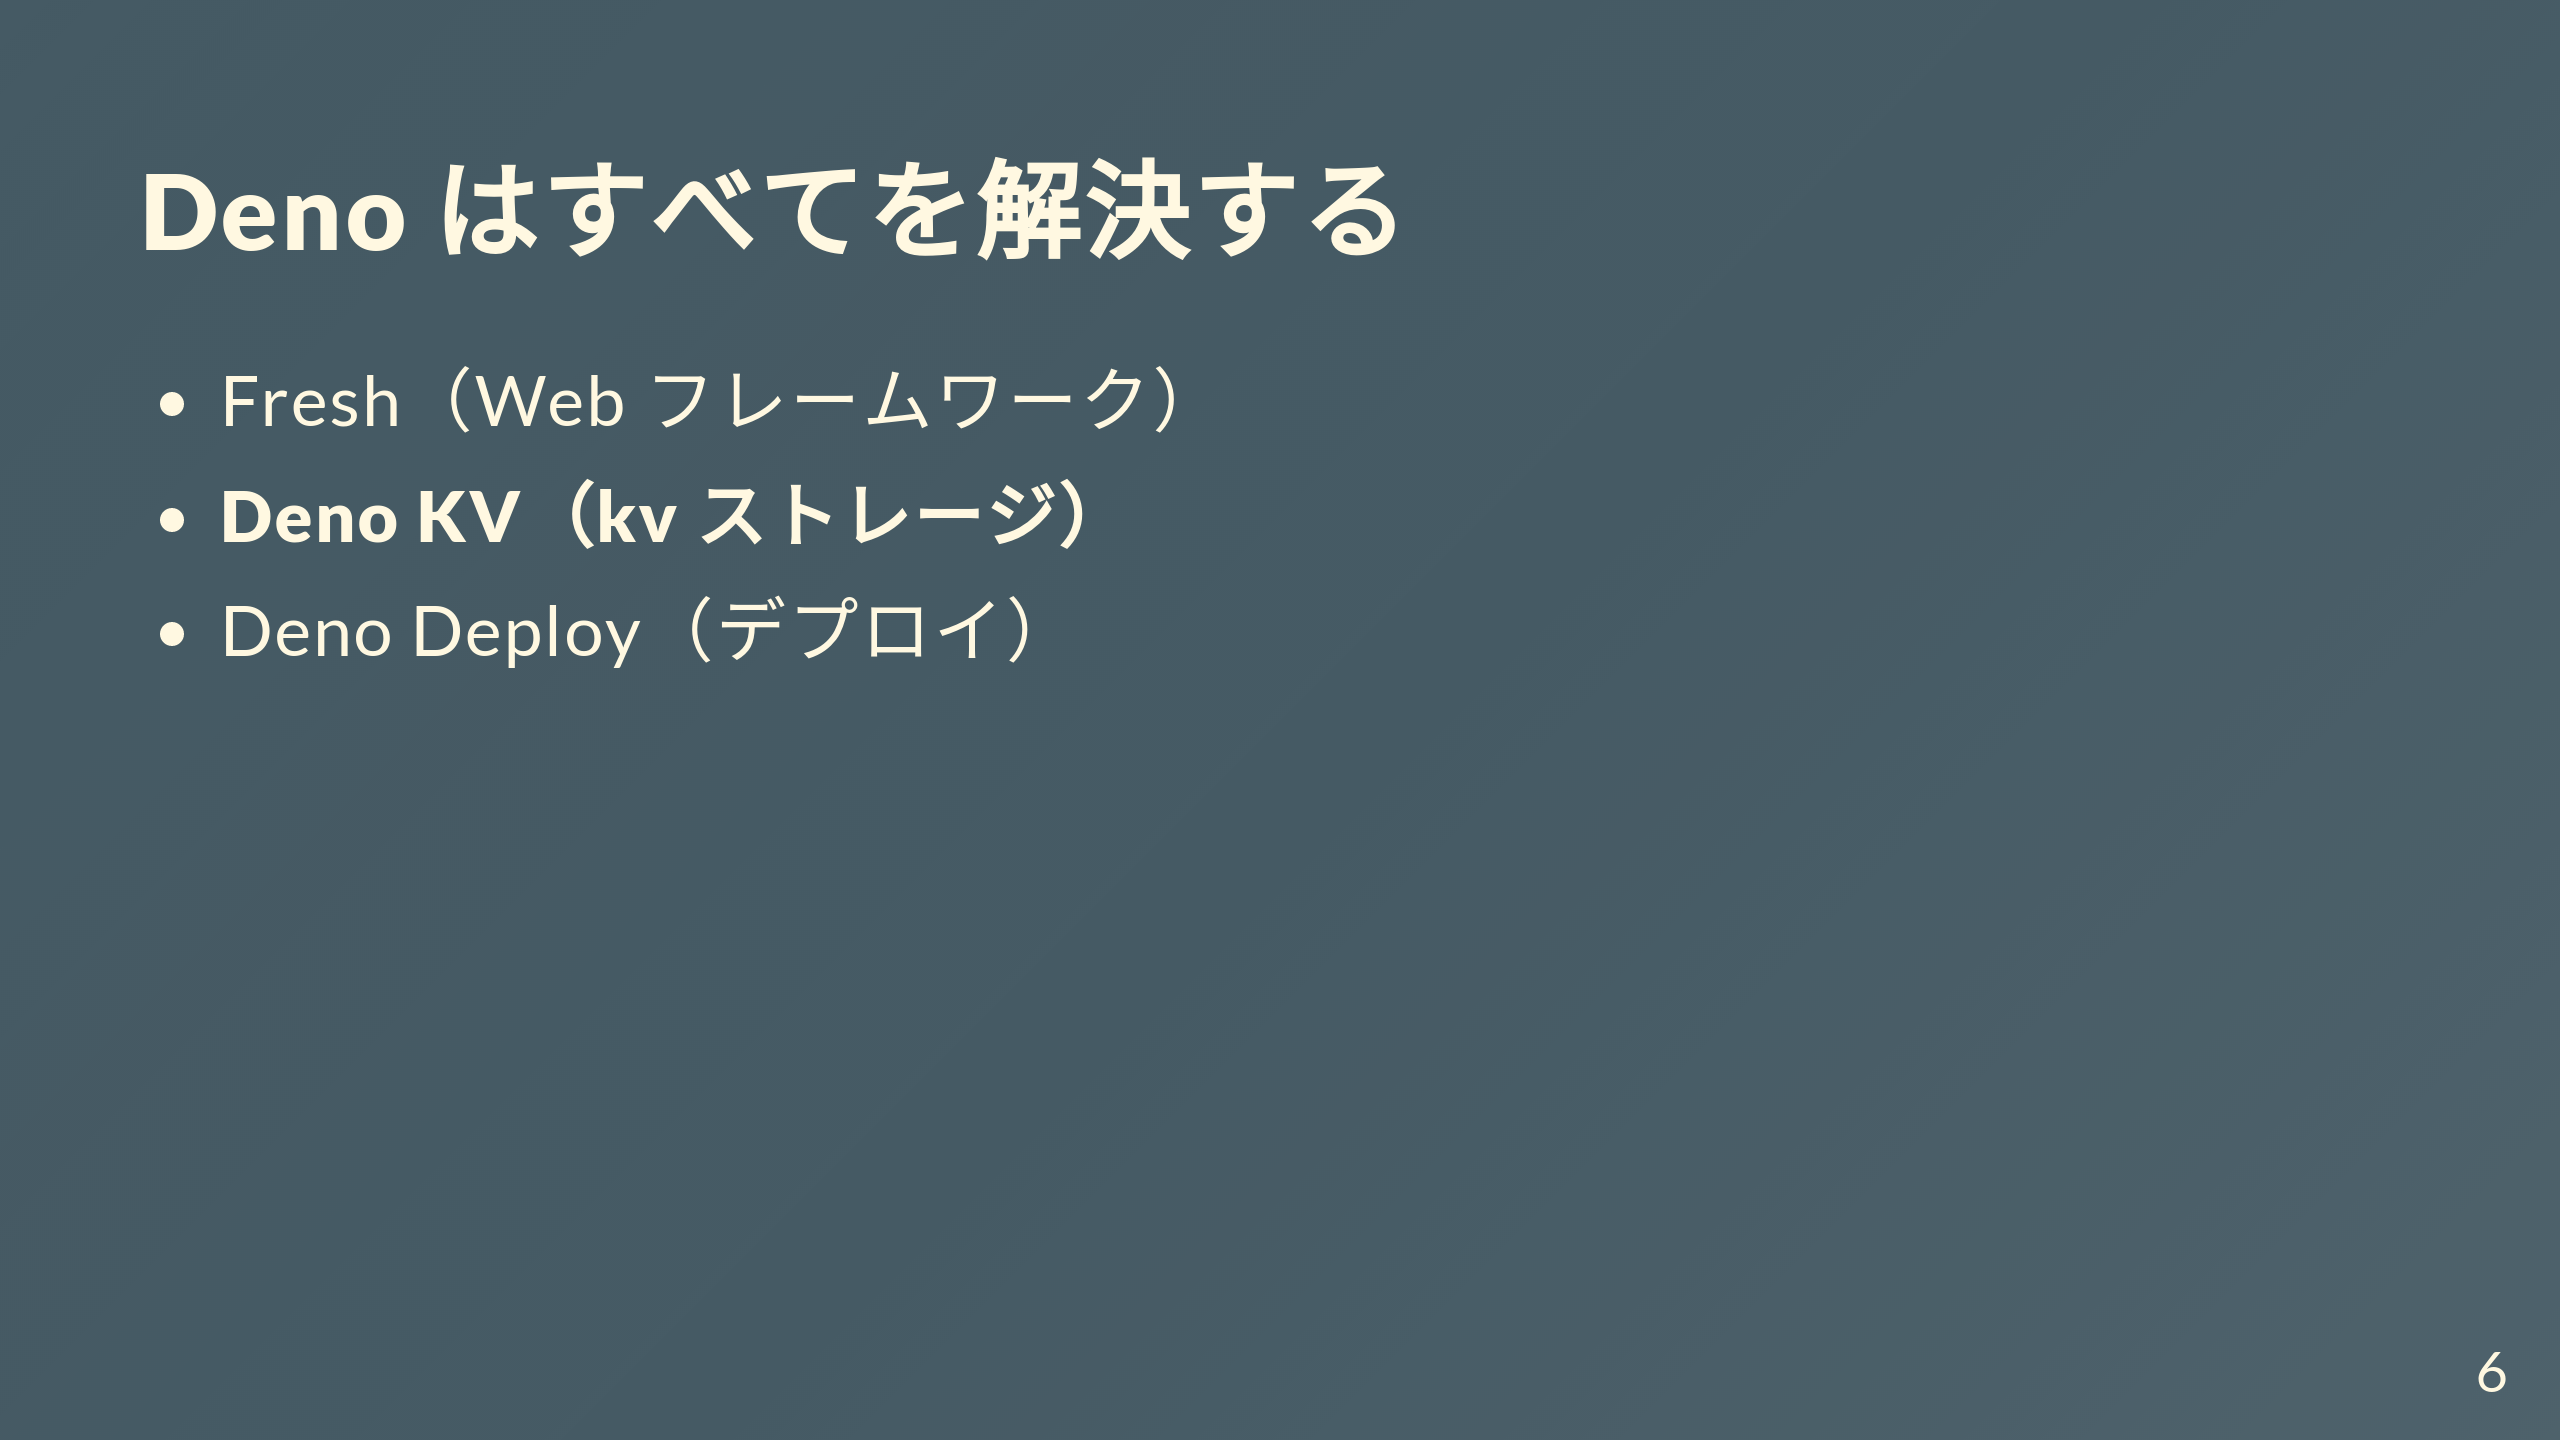 Deno はすべてを解決する
• Fresh（Web フレームワーク）
• Deno KV（kv ストレージ）
• Deno Deploy（デプロイ）
6